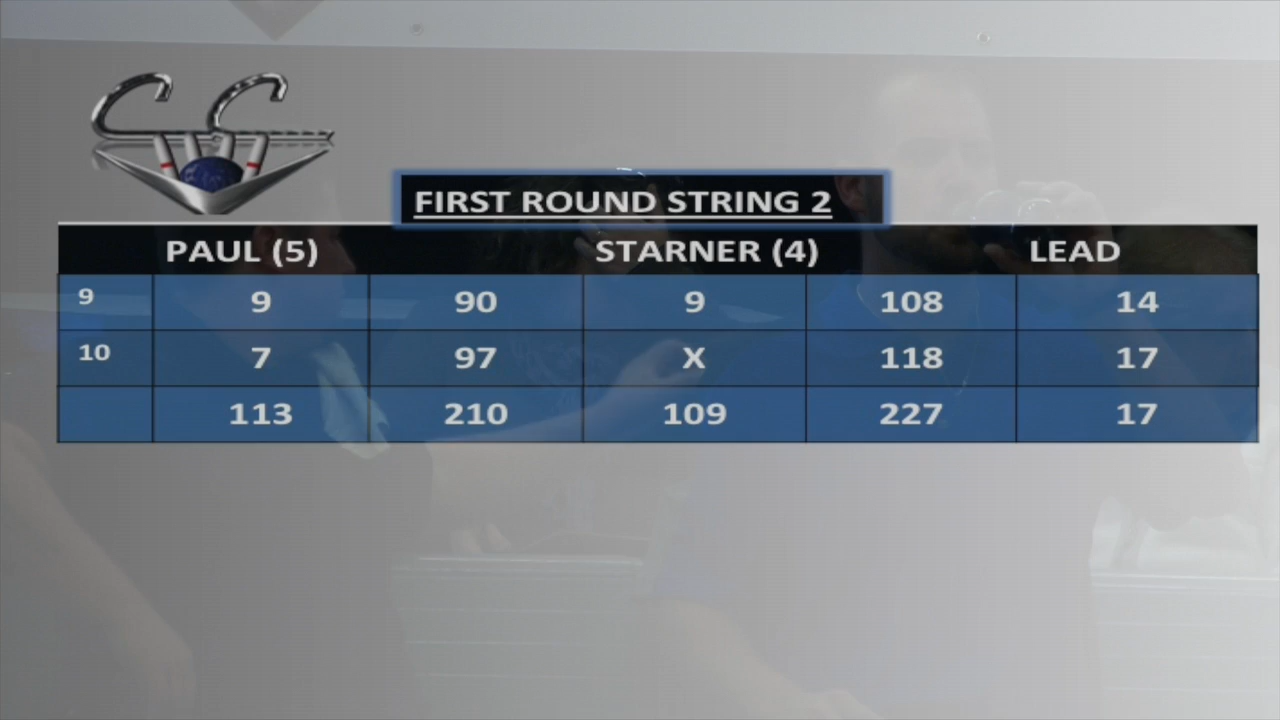 FIRST ROUND STRING 2
PAUL (5) STARNER (4) LEAD
9 9 90 9 108 14
10 7 97 X 118 17
113 210 109 227 17